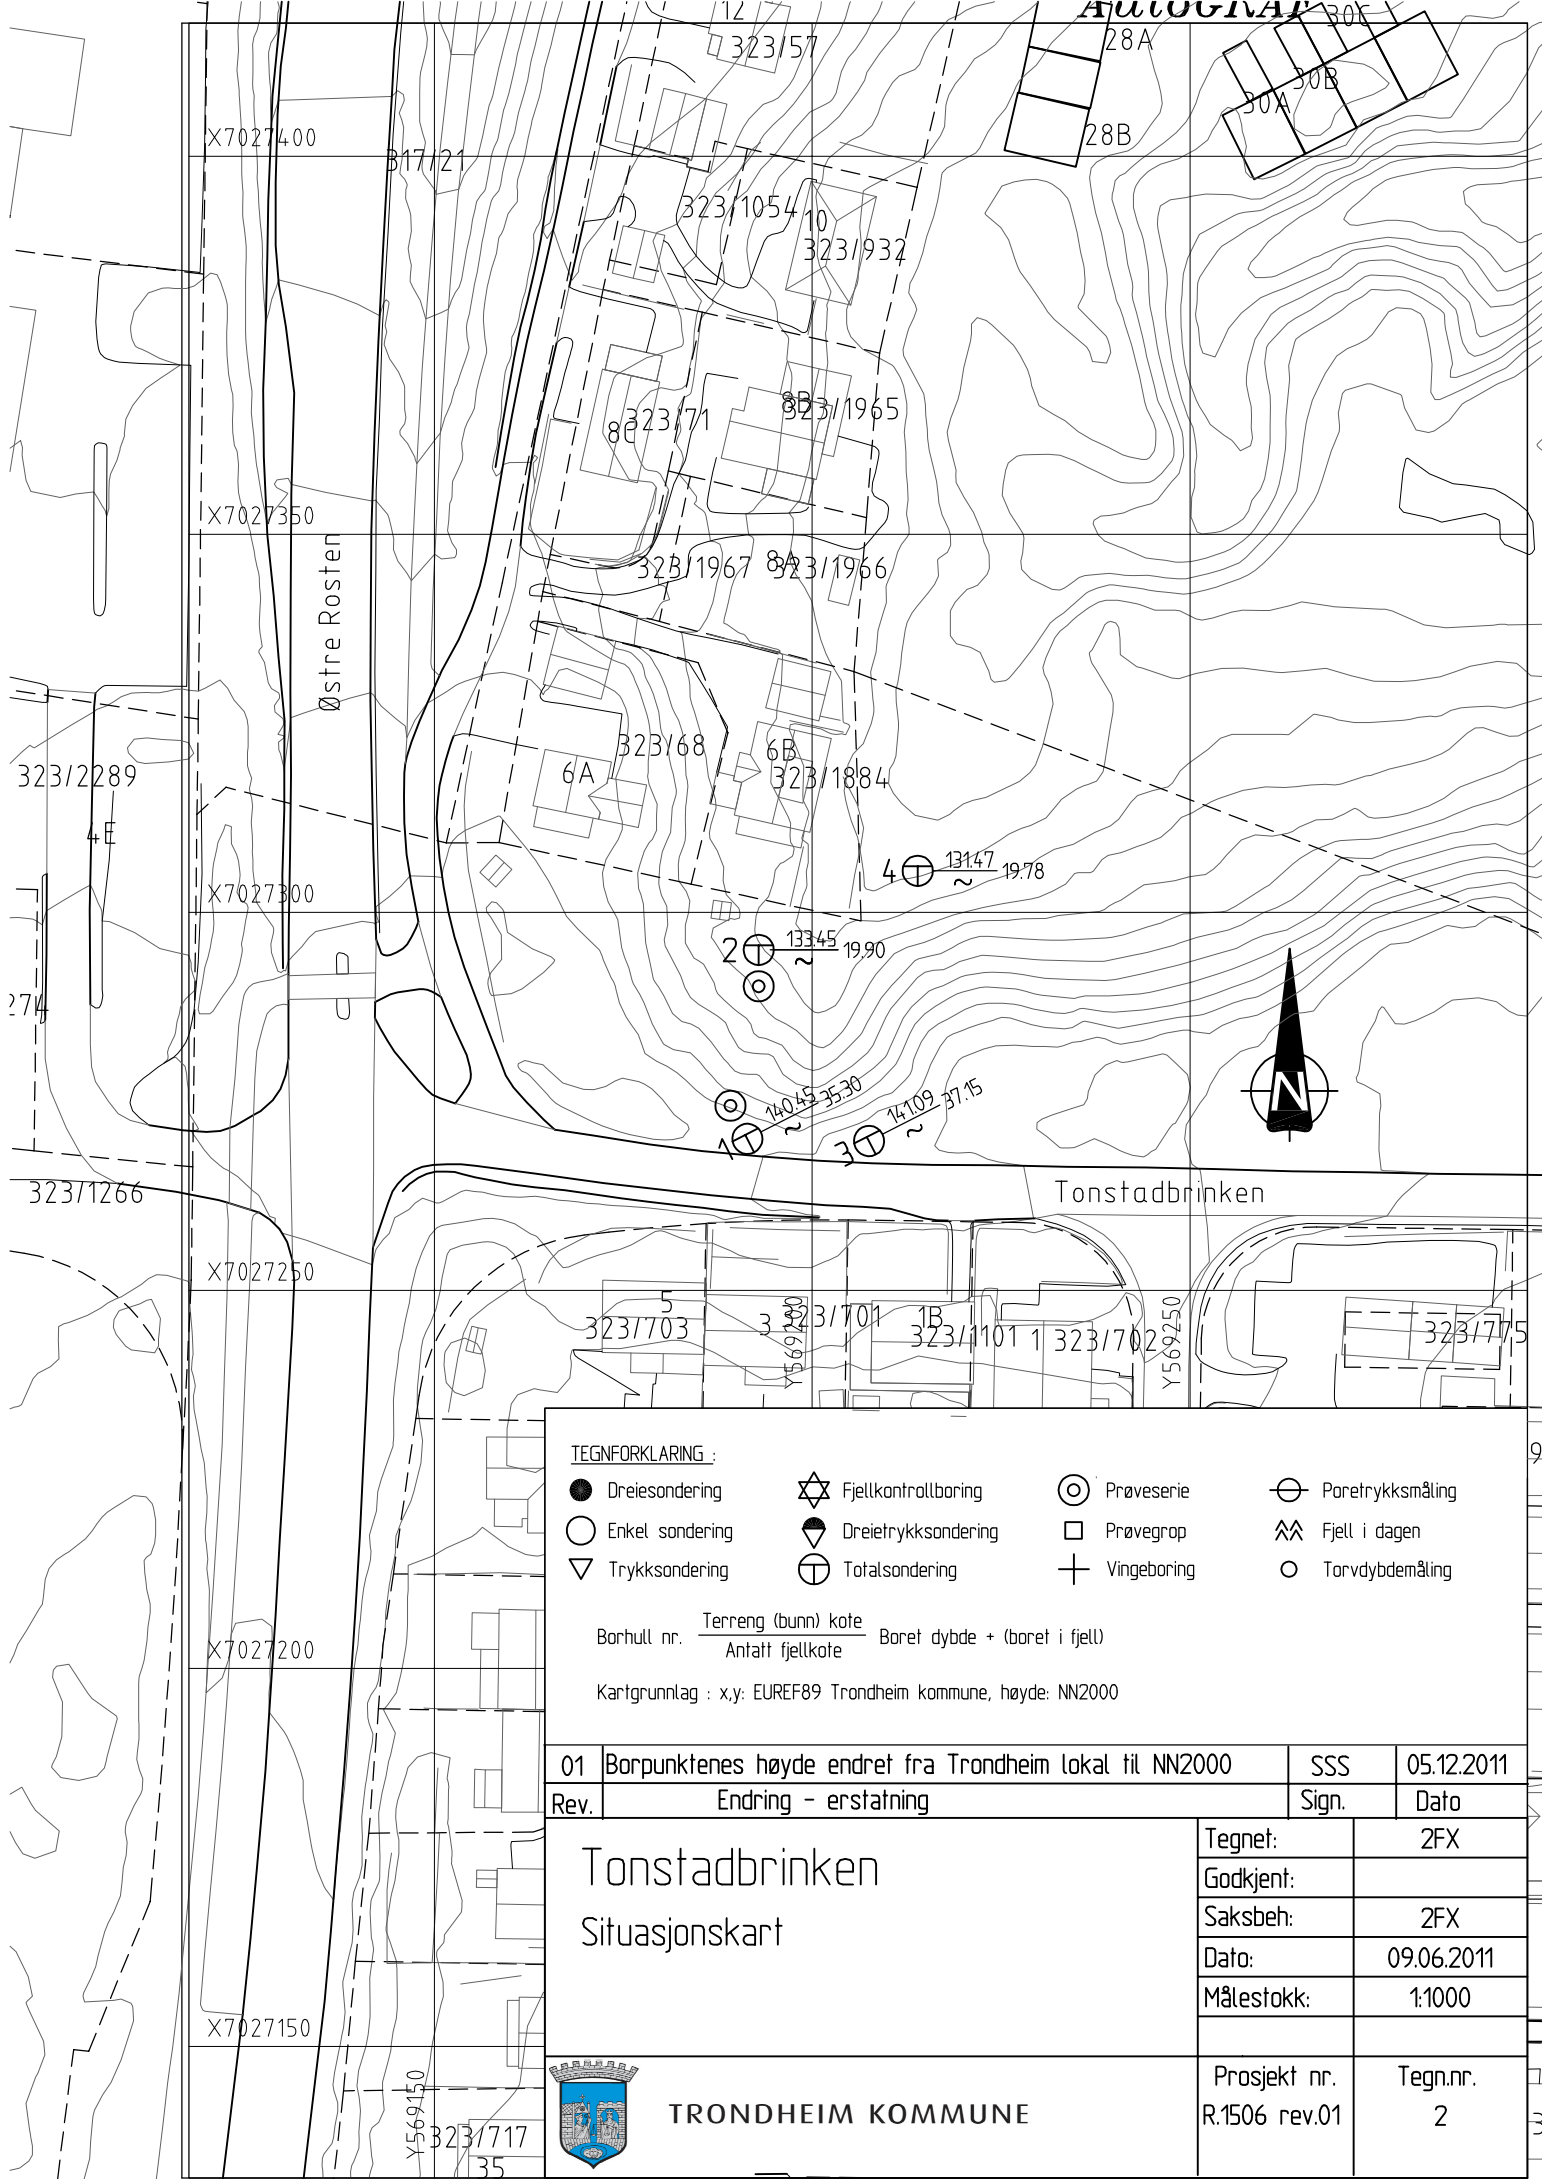 AutoGRAF
12
30C
323/57
28A
30B
30A
X7027400
28B
317/21
323/1054
10
323/932
8B
323/1965
323/71
8C
X7027350
Østre Rosten
323/1967
8A
323/1966
323/68
6B
6A
323/2289
323/1884
4E
4 131.47 ~ 19.78
X7027300
2 133.45 ~ 19.90
274
N
1 140.45 ~ 35.30
3 141.09 ~ 37.15
Tonstadbrinken
323/1266
X7027250
5
323/703
3
323/701
1B
323/1101
1
323/702
323/775
Y569200
Y569250
TEGNFORKLARING :
Dreiesondering
Fjellkontrollboring
Prøveserie
Poretrykksmåling
Enkel sondering
Dreietrykksondering
Prøvegrop
Fjell i dagen
Trykksondering
Totalsondering
Vingeboring
Torvdybdemåling
Borhull nr. Terreng (bunn) kote
Antatt fjellkote
Boret dybde + (boret i fjell)
X7027200
Kartgrunnlag : x,y: EUREF89 Trondheim kommune, høyde: NN2000
01 Borpunktenes høyde endret fra Trondheim lokal til NN2000 SSS 05.12.2011
Rev. Endring - erstatning Sign. Dato
Tonstadbrinken
Situasjonskart
Tegnet: 2FX
Godkjent:
Saksbeh: 2FX
Dato: 09.06.2011
Målestokk: 1:1000
X7027150
Y569150
323/717
35
TRONDHEIM KOMMUNE
Prosjekt nr.
R.1506 rev.01
Tegn.nr.
2